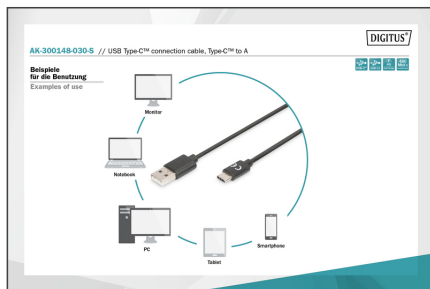 DIGITUS®
AK-300148-030-S // USB Type-C™ connection cable, Type-C™ to A
Beispiele
für die Benutzung
Examples of use
Monitor
Notebook
PC
Tablet
Smartphone